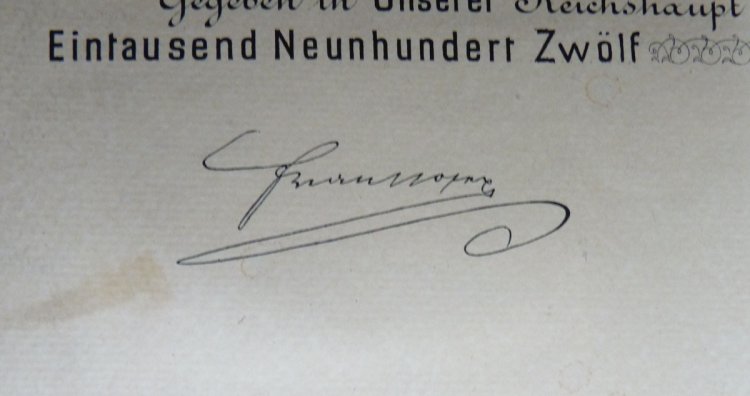 Gegeben in Unserer Reichshaupt
Eintausend Neunhundert Zwölf